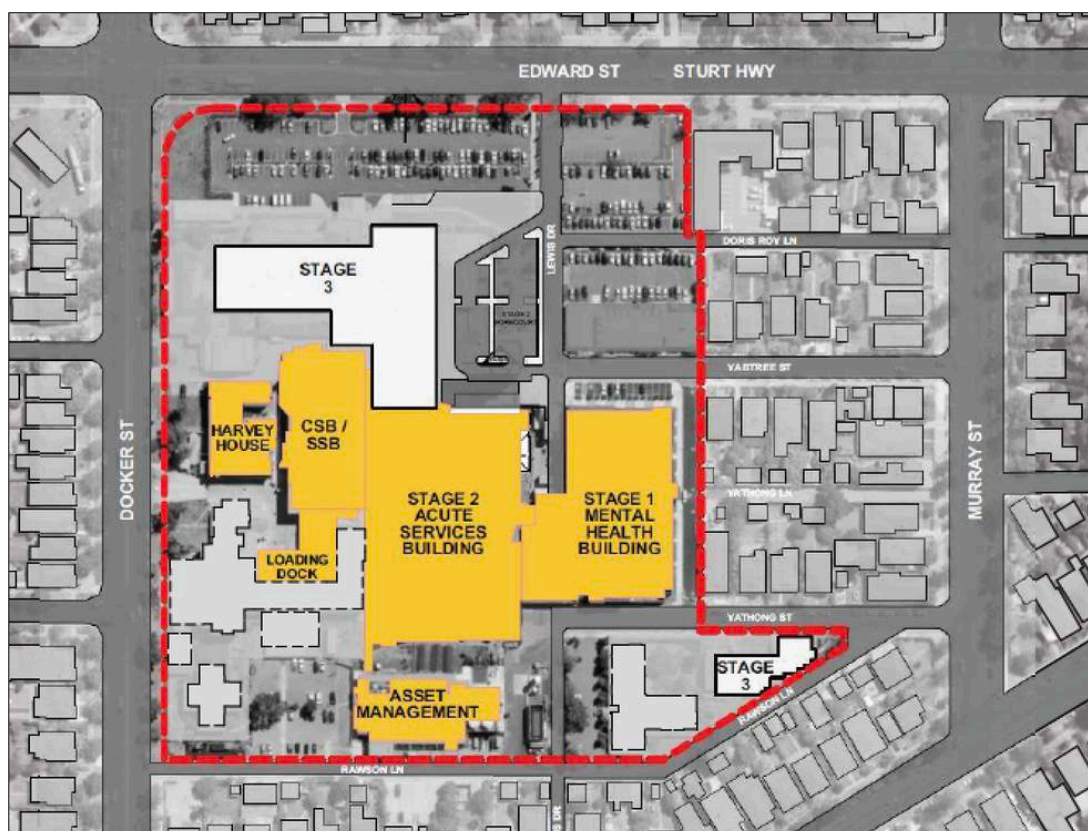 EDWARD ST STURT HWY
DORIS ROY LN
LEWIS DR
STAGE
3
STAGE 2
YABTREE ST
DOCKER ST
MURRAY ST
HARVEY
HOUSE
CSB /
SSB
STAGE 2
ACUTE
SERVICES
BUILDING
STAGE 1
MENTAL
HEALTH
BUILDING
YATHONG LN
LOADING
DOCK
YATHONG ST
STAGE
3
ASSET
MANAGEMENT
RAWSON LN
RAWSON LN